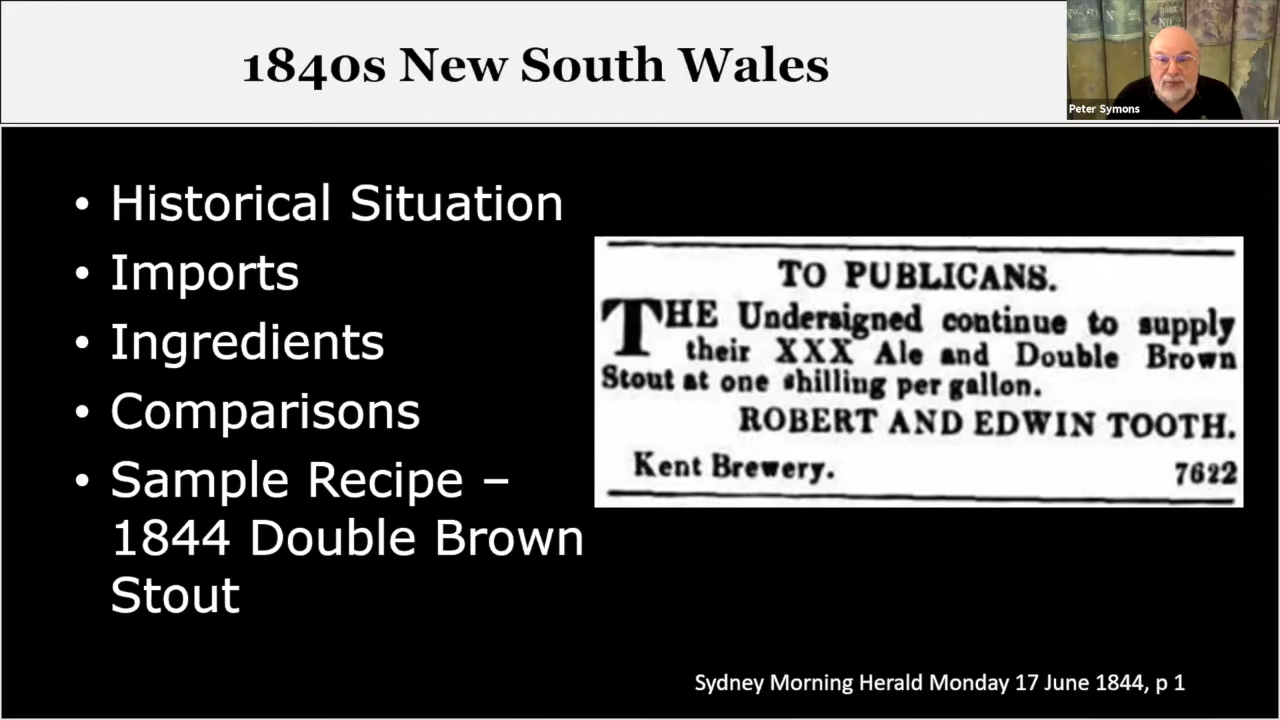 1840s New South Wales
Peter Symons
• Historical Situation
• Imports
• Ingredients
• Comparisons
• Sample Recipe –
1844 Double Brown
Stout
TO PUBLICANS.
THE Undersigned continue to supply
their XXX Ale and Double Brown
Stout at one shilling per gallon.
ROBERT AND EDWIN TOOTH.
Kent Brewery. 7622
Sydney Morning Herald Monday 17 June 1844, p 1